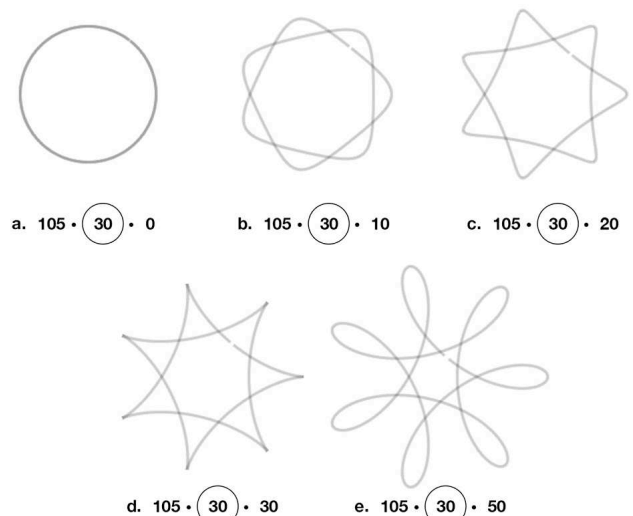 a. 105 • 30 • 0
b. 105 • 30 • 10
c. 105 • 30 • 20
d. 105 • 30 • 30
e. 105 • 30 • 50